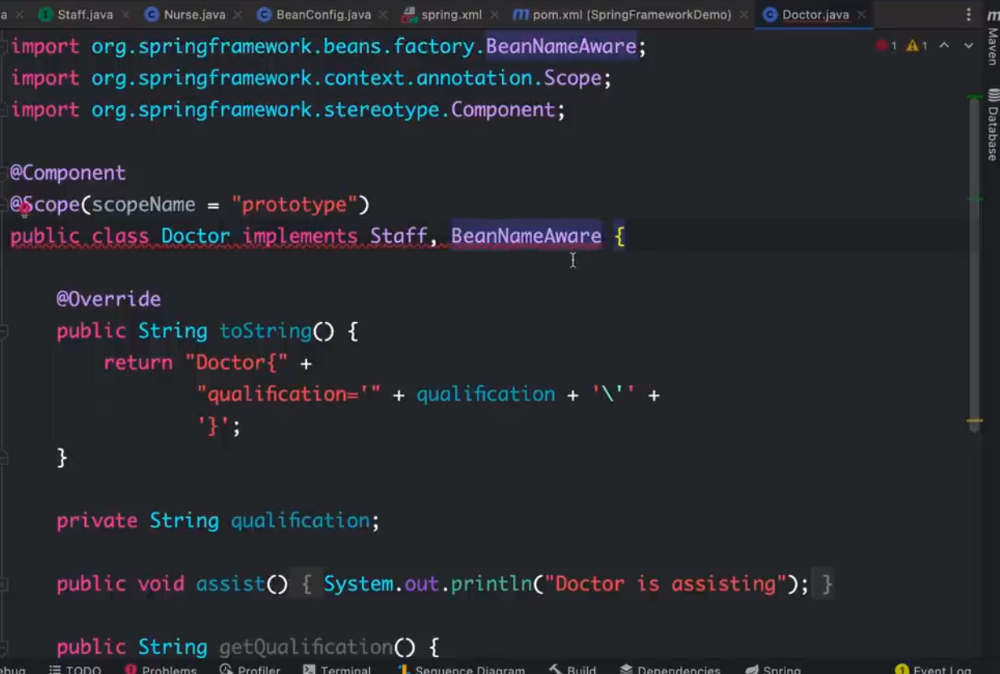 a Staff.java Nurse.java BeanConfig.java spring.xml pom.xml (SpringFrameworkDemo) Doctor.java
import org.springframework.beans.factory.BeanNameAware; 1 1
import org.springframework.context.annotation.Scope;
import org.springframework.stereotype.Component;
@Component
@Scope(scopeName = "prototype")
public class Doctor implements Staff, BeanNameAware {
@Override
public String toString() {
return "Doctor{" +
"qualification='" + qualification + '\'' +
'}';
}
private String qualification;
public void assist() { System.out.println("Doctor is assisting"); }
public String getQualification() {
ebug TODO Problems Profiler Terminal Sequence Diagram Build Dependencies Spring 1 Event Log
m Maven
Database